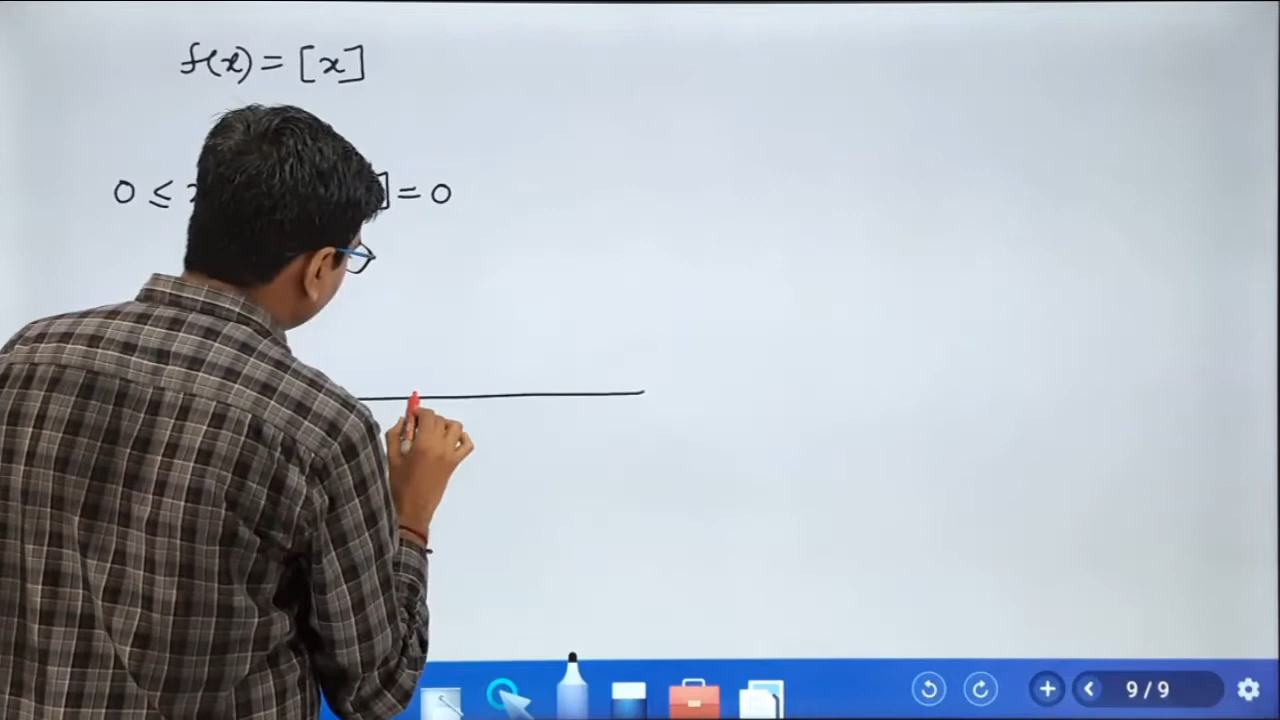 f(x) = [x]
0 ≤ ] = 0
9/9